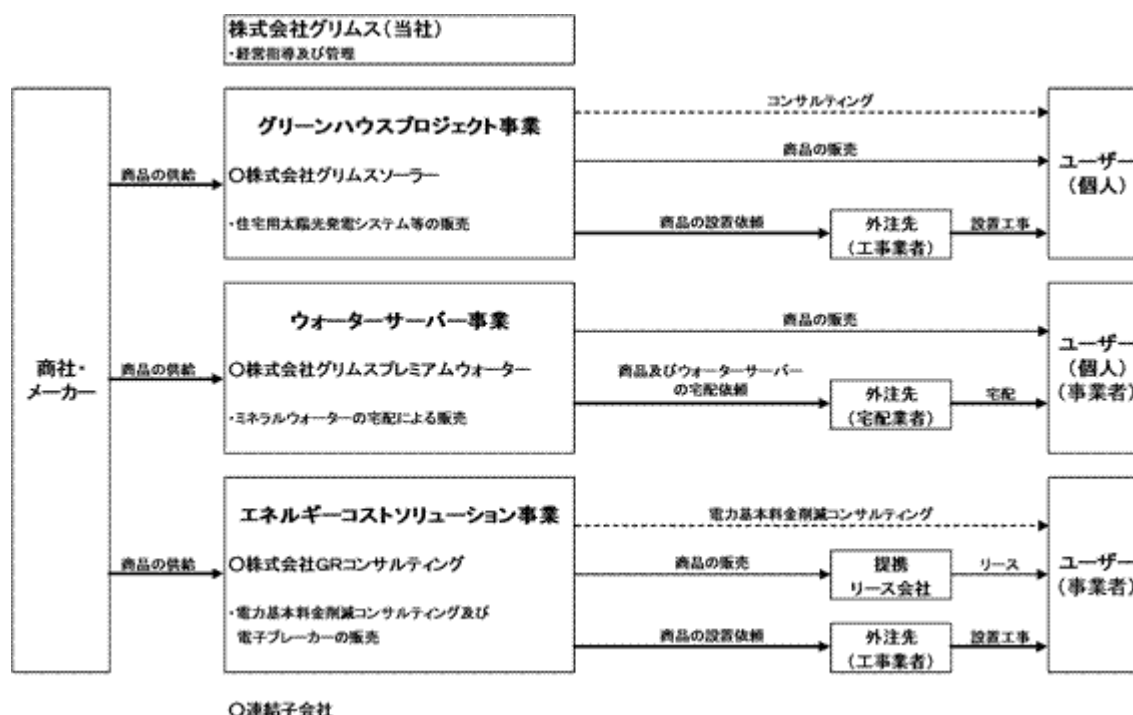 株式会社グリムス(当社)
・経営指導及び管理
商社・
メーカー
商品の供給
グリーンハウスプロジェクト事業
〇株式会社グリムスソーラー
・住宅用太陽光発電システム等の販売
コンサルティング
商品の販売
商品の設置依頼
外注先
(工事業者)
設置工事
ユーザー
(個人)
商品の供給
ウォーターサーバー事業
〇株式会社グリムスプレミアムウォーター
・ミネラルウォーターの宅配による販売
商品の販売
商品及びウォーターサーバー
の宅配依頼
外注先
(宅配業者)
宅配
ユーザー
(個人)
(事業者)
商品の供給
エネルギーコストソリューション事業
〇株式会社GRコンサルティング
・電力基本料金削減コンサルティング及び
電子ブレーカーの販売
電力基本料金削減コンサルティング
商品の販売
提携
リース会社
リース
商品の設置依頼
外注先
(工事業者)
設置工事
ユーザー
(事業者)
〇連結子会社